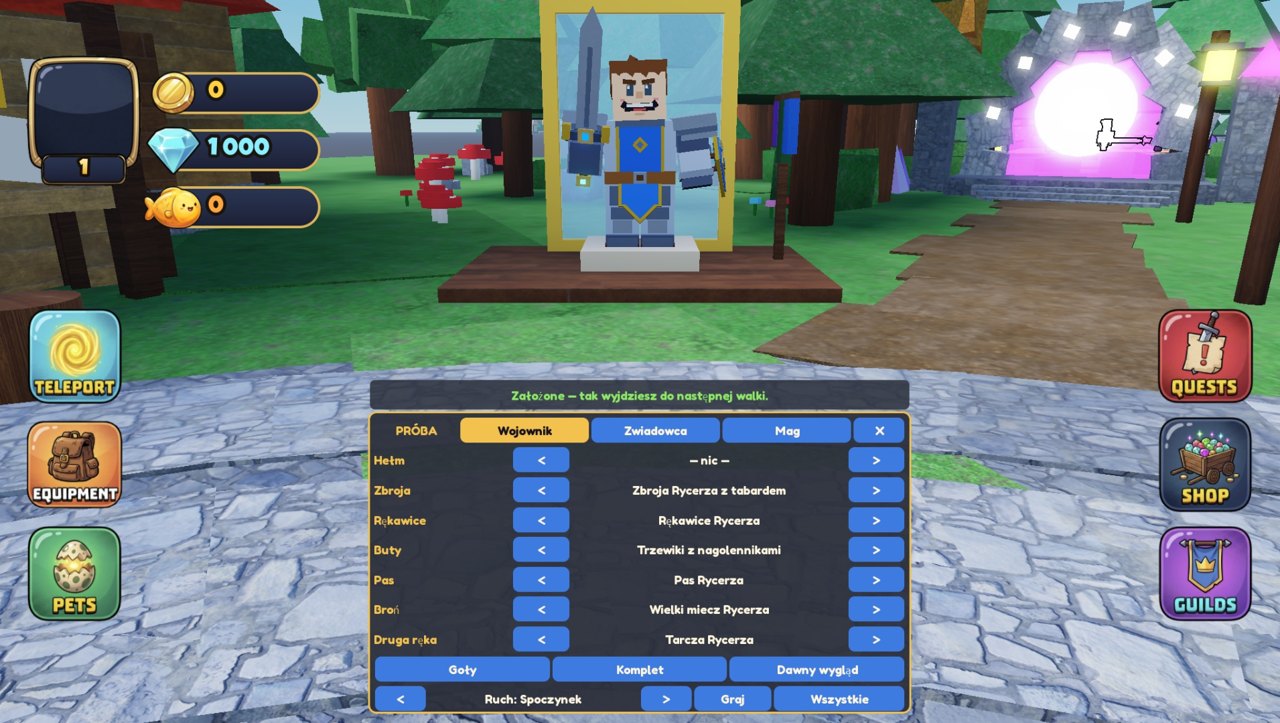 0
1000
1
0
TELEPORT
EQUIPMENT
PETS
QUESTS
SHOP
GUILDS
Założone – tak wyjdziesz do następnej walki.
PRÓBA Wojownik Zwiadowca Mag ✕
Hełm < – nic – >
Zbroja < Zbroja Rycerza z tabardem >
Rękawice < Rękawice Rycerza >
Buty < Trzewiki z nagolennikami >
Pas < Pas Rycerza >
Broń < Wielki miecz Rycerza >
Druga ręka < Tarcza Rycerza >
Goły Komplet Dawny wygląd
< Ruch: Spoczynek > Graj Wszystkie